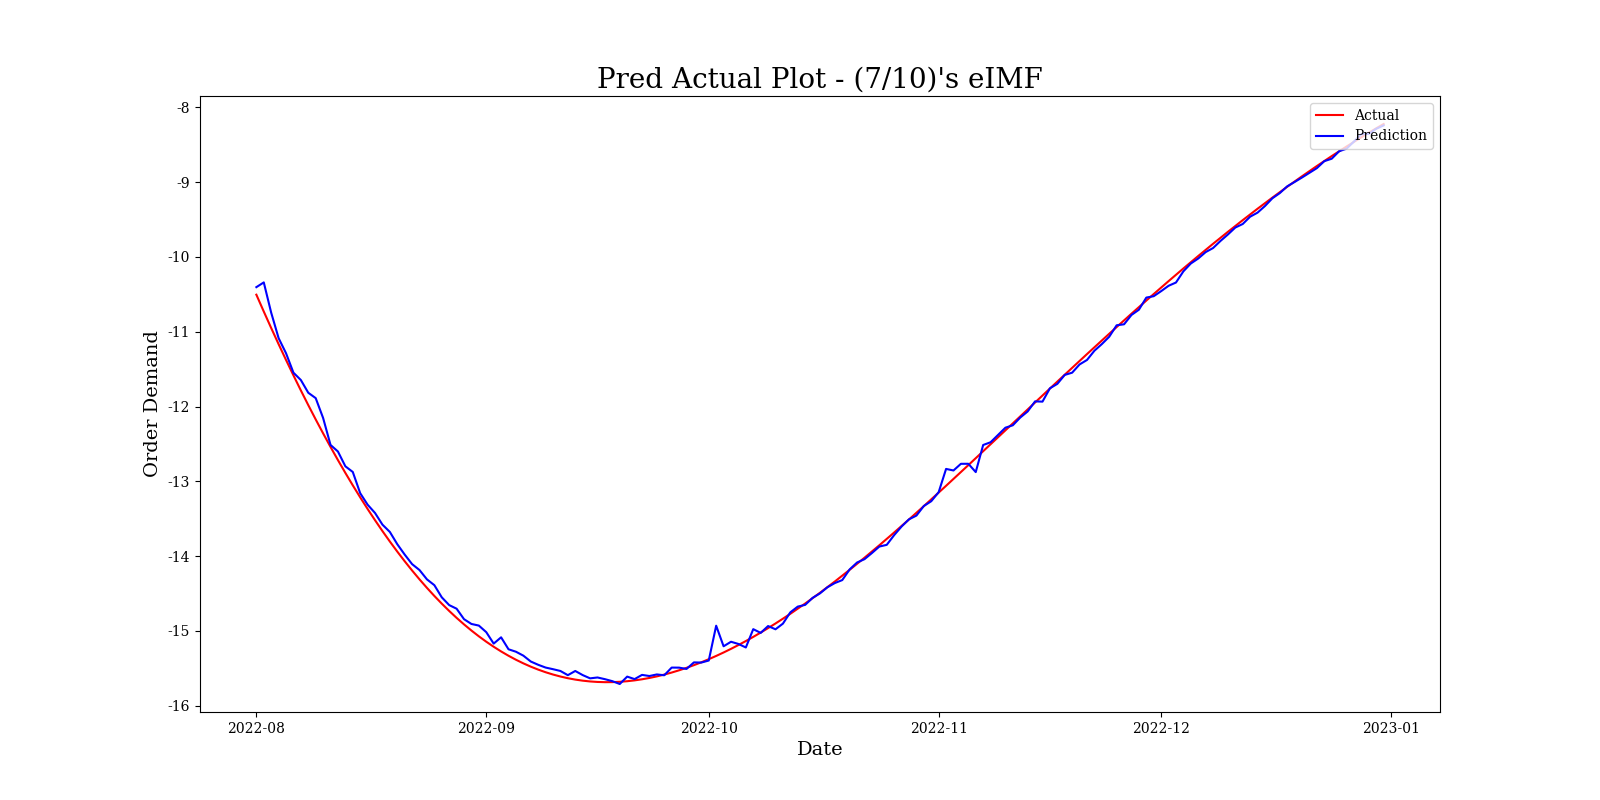 Pred Actual Plot - (7/10)'s eIMF
Actual
Prediction
-8
-9
-10
-11
-12
-13
-14
-15
-16
Order Demand
2022-08 2022-09 2022-10 2022-11 2022-12 2023-01
Date